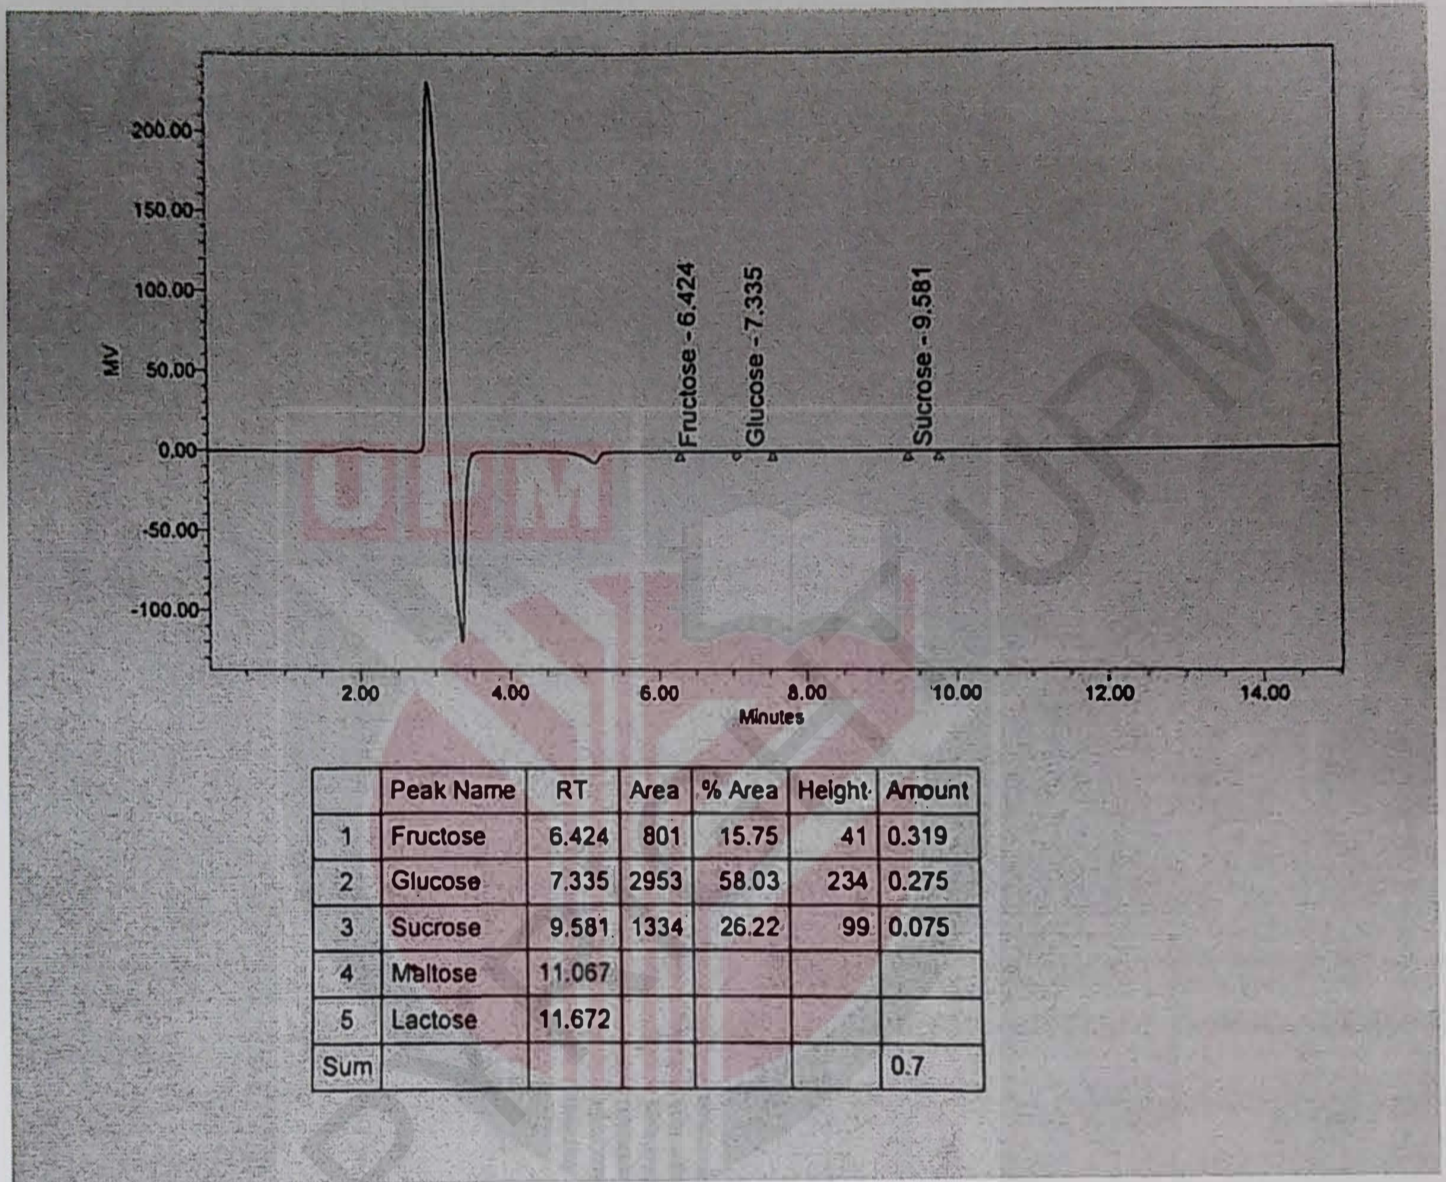 200.00
150.00
100.00
50.00
0.00
-50.00
-100.00
MV
Fructose - 6.424
Glucose - 7.335
Sucrose - 9.581
2.00 4.00 6.00 8.00 10.00 12.00 14.00
Minutes
UPM
UPM
Peak Name RT Area % Area Height Amount
1 Fructose 6.424 801 15.75 41 0.319
2 Glucose 7.335 2953 58.03 234 0.275
3 Sucrose 9.581 1334 26.22 99 0.075
4 Maltose 11.067
5 Lactose 11.672
Sum 0.7